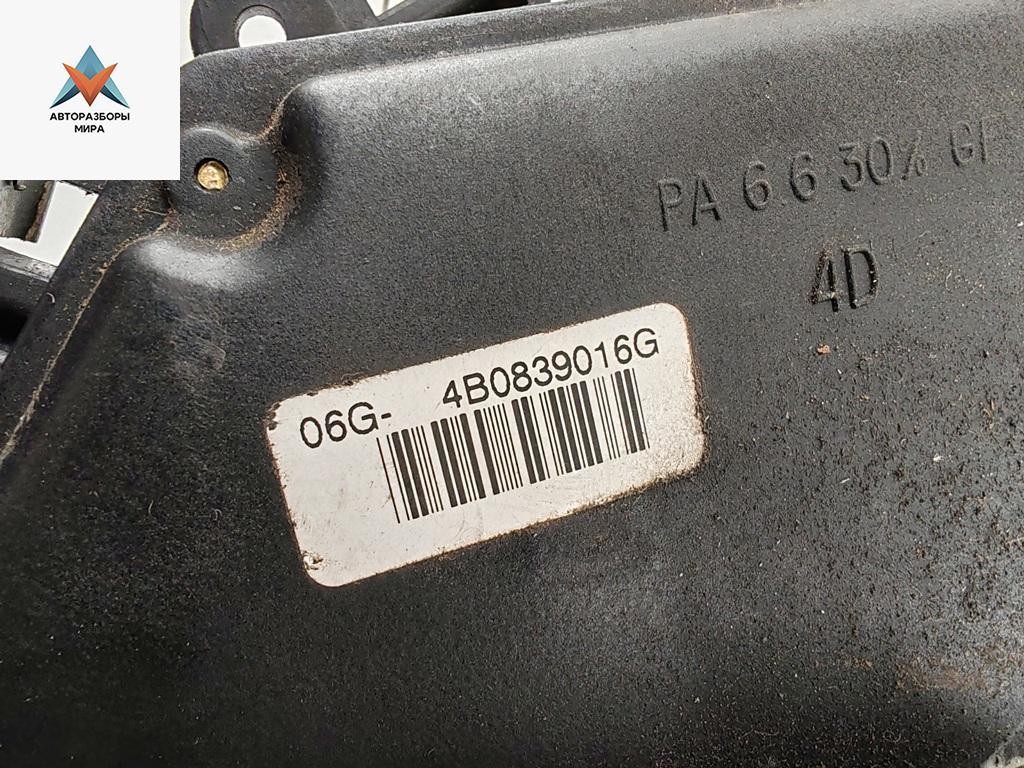 АВТОРАЗБОРЫ
МИРА
PA 6.6 30% GF
4D
06G- 4B0839016G